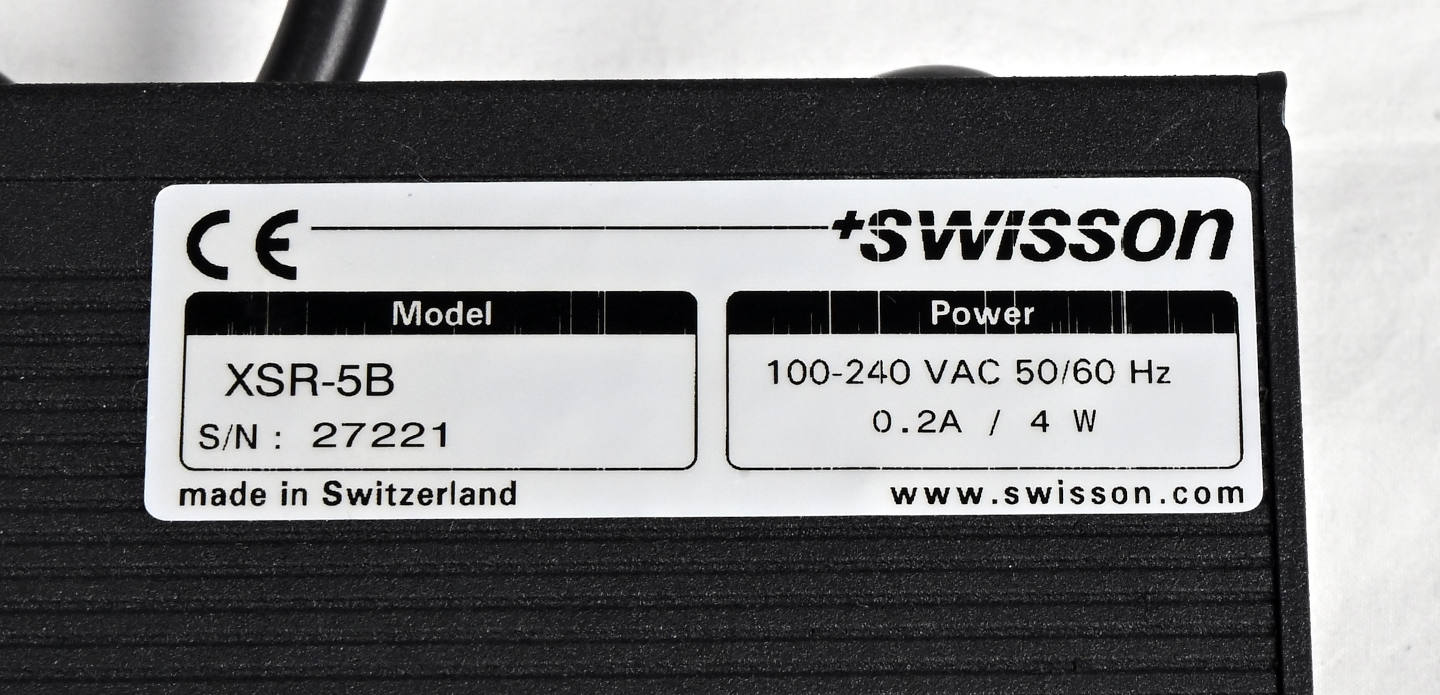 CE +swisson
Model
XSR-5B
S/N : 27221
Power
100-240 VAC 50/60 Hz
0.2A / 4 W
made in Switzerland
www.swisson.com